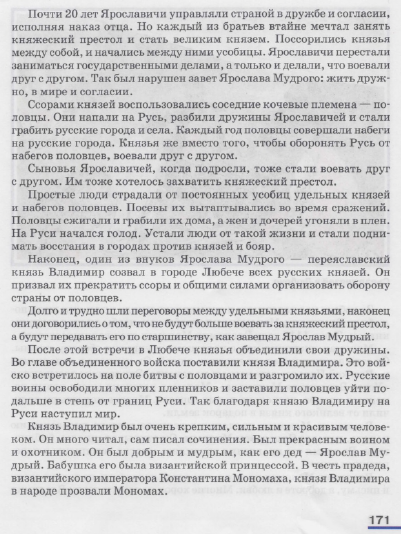 Почти 20 лет Ярославичи управляли страной в дружбе и согласии,
исполняя наказ отца. Но каждый из братьев втайне мечтал занять
княжеский престол и стать великим князем. Поссорились князья
между собой, и начались между ними усобицы. Ярославичи перестали
заниматься государственными делами, а только и делали, что воевали
друг с другом. Так был нарушен завет Ярослава Мудрого: жить друж-
но, в мире и согласии.
Ссорами князей воспользовались соседние кочевые племена — по-
ловцы. Они напали на Русь, разбили дружины Ярославичей и стали
грабить русские города и села. Каждый год половцы совершали набеги
на русские города. Князья же вместо того, чтобы оборонять Русь от
набегов половцев, воевали друг с другом.
Сыновья Ярославичей, когда подросли, тоже стали воевать друг
с другом. Им тоже хотелось захватить княжеский престол.
Простые люди страдали от постоянных усобиц удельных князей
и набегов половцев. Посевы их вытаптывались во время сражений.
Половцы сжигали и грабили их дома, а жен и дочерей угоняли в плен.
На Руси начался голод. Устали люди от такой жизни и стали подни-
мать восстания в городах против князей и бояр.
Наконец, один из внуков Ярослава Мудрого — переяславский
князь Владимир созвал в городе Любече всех русских князей. Он
призвал их прекратить ссоры и общими силами организовать оборону
страны от половцев.
Долго и трудно шли переговоры между удельными князьями, наконец
они договорились о том, что не будут больше воевать за княжеский престол,
а будут передавать его по старшинству, как завещал Ярослав Мудрый.
После этой встречи в Любече князья объединили свои дружины.
Во главе объединенного войска поставили князя Владимира. Это вой-
ско встретилось на поле битвы с половцами и разгромило их. Русские
воины освободили многих пленников и заставили половцев уйти по-
дальше в степь от границ Руси. Так благодаря князю Владимиру на
Руси наступил мир.
Князь Владимир был очень крепким, сильным и красивым челове-
ком. Он много читал, сам писал сочинения. Был прекрасным воином
и охотником. Он был добрым и мудрым, как его дед — Ярослав Му-
дрый. Бабушка его была византийской принцессой. В честь прадеда,
византийского императора Константина Мономаха, князя Владимира
в народе прозвали Мономах.
171